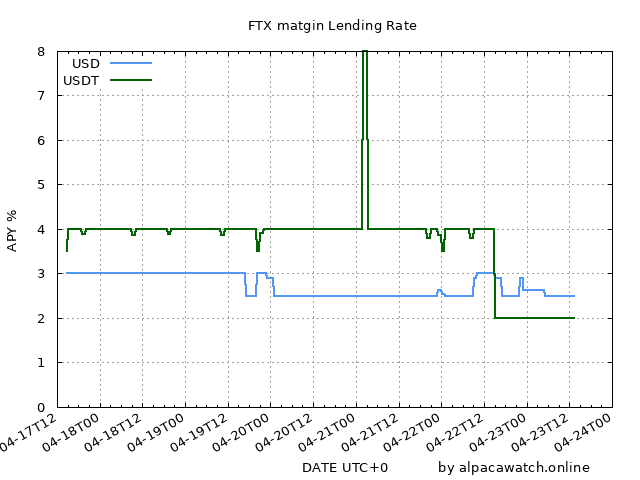 FTX matgin Lending Rate
USD
USDT
8
7
6
5
4
3
2
1
0
APY %
04-17T12
04-18T00
04-18T12
04-19T00
04-19T12
04-20T00
04-20T12
04-21T00
04-21T12
04-22T00
04-22T12
04-23T00
04-23T12
04-24T00
DATE UTC+0
by alpacawatch.online